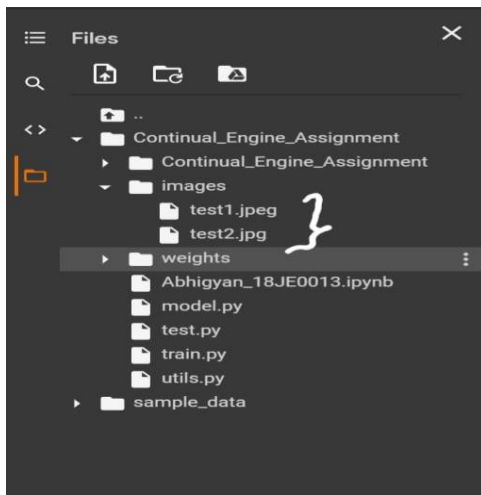 Files
..
Continual_Engine_Assignment
Continual_Engine_Assignment
images
test1.jpeg
test2.jpg
weights
Abhigyan_18JE0013.ipynb
model.py
test.py
train.py
utils.py
sample_data